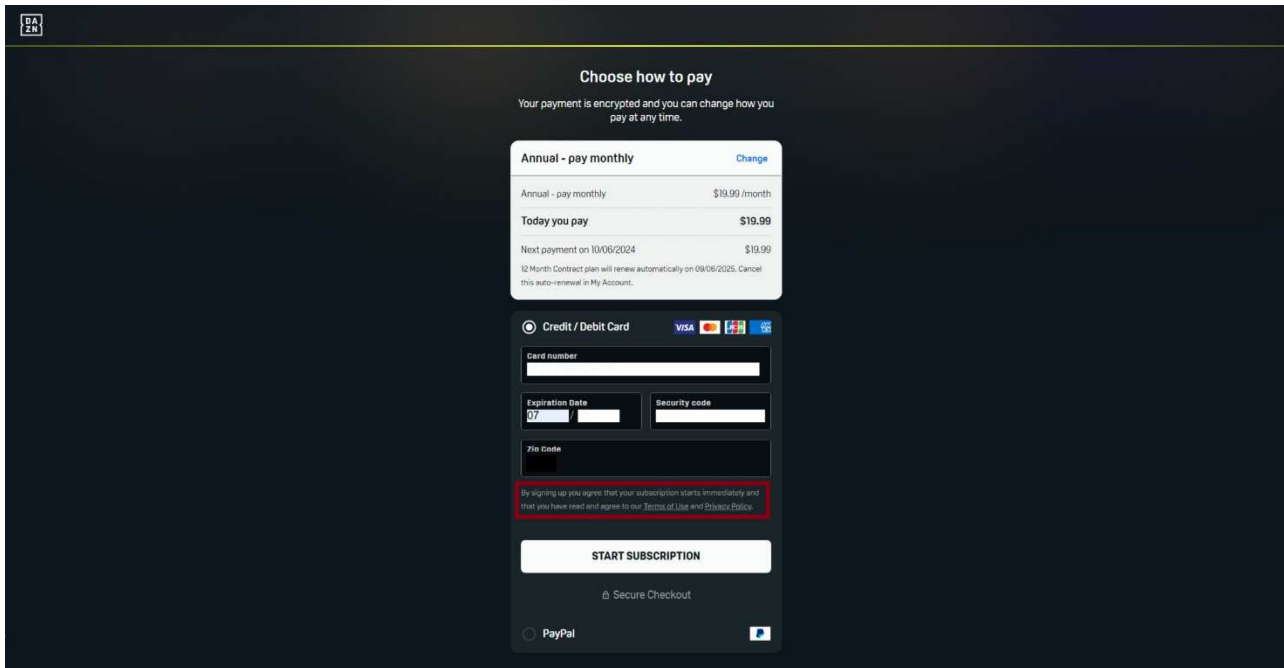 DA
ZN
Choose how to pay
Your payment is encrypted and you can change how you
pay at any time.
Annual - pay monthly Change
Annual - pay monthly $19.99 /month
Today you pay $19.99
Next payment on 10/06/2024 $19.99
12 Month Contract plan will renew automatically on 09/06/2025. Cancel
this auto-renewal in My Account.
Credit / Debit Card VISA JCB
Card number
Expiration Date Security code
07 /
Zip Code
By signing up you agree that your subscription starts immediately and
that you have read and agree to our Terms of Use and Privacy Policy.
START SUBSCRIPTION
Secure Checkout
PayPal